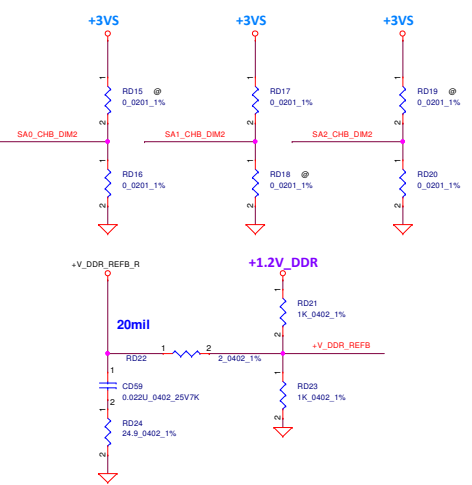 +3VS +3VS +3VS
1 1 1
RD15 @ RD17 RD19 @
0_0201_1% 0_0201_1% 0_0201_1%
2 2 2
SA0_CHB_DIM2 SA1_CHB_DIM2 SA2_CHB_DIM2
1 1 1
RD16 RD18 @ RD20
0_0201_1% 0_0201_1% 0_0201_1%
2 2 2
+V_DDR_REFB_R +1.2V_DDR
1
RD21
1K_0402_1%
20mil
2
1 2 +V_DDR_REFB
RD22 2_0402_1%
1 1
CD59 RD23
0.022U_0402_25V7K 1K_0402_1%
2 2
1
RD24
24.9_0402_1%
2